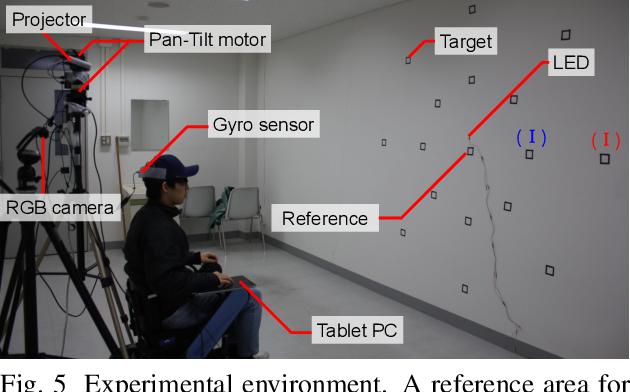 Projector
Pan-Tilt motor
Target
LED
Gyro sensor
( I )
( I )
RGB camera
Reference
Tablet PC
Fig. 5 Experimental environment. A reference area for